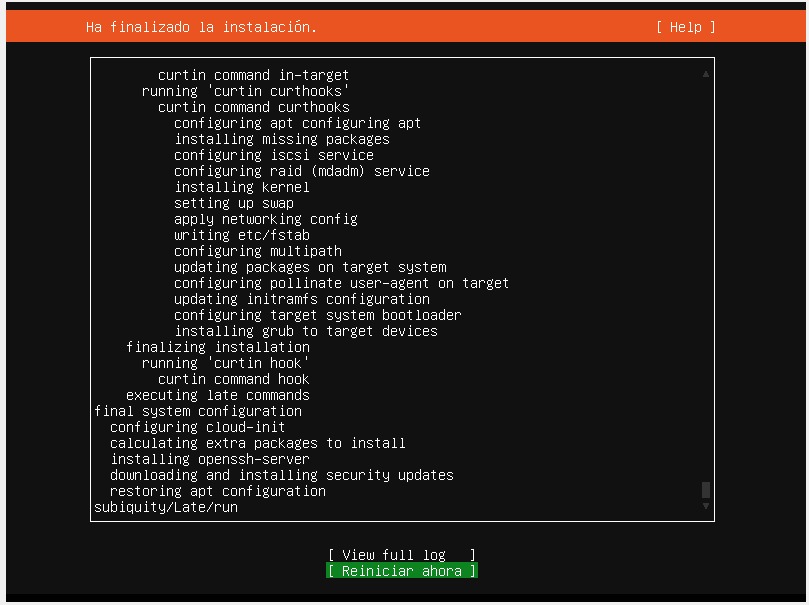 Ha finalizado la instalación. [ Help ]
curtin command in-target
running 'curtin curthooks'
curtin command curthooks
configuring apt configuring apt
installing missing packages
configuring iscsi service
configuring raid (mdadm) service
installing kernel
setting up swap
apply networking config
writing etc/fstab
configuring multipath
updating packages on target system
configuring pollinate user-agent on target
updating initramfs configuration
configuring target system bootloader
installing grub to target devices
finalizing installation
running 'curtin hook'
curtin command hook
executing late commands
final system configuration
configuring cloud-init
calculating extra packages to install
installing openssh-server
downloading and installing security updates
restoring apt configuration
subiquity/Late/run
[ View full log ]
[ Reiniciar ahora ]